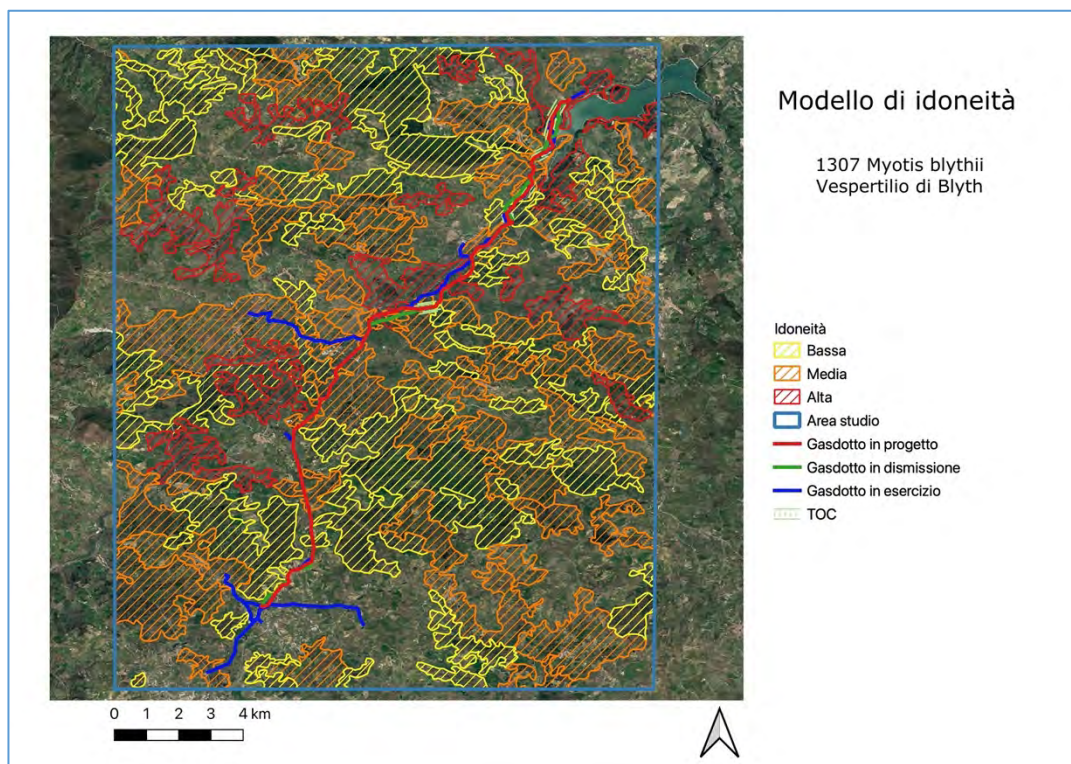 Modello di idoneità
1307 Myotis blythii
Vespertilio di Blyth
Idoneità
Bassa
Media
Alta
Area studio
Gasdotto in progetto
Gasdotto in dismissione
Gasdotto in esercizio
TOC
0 1 2 3 4 km